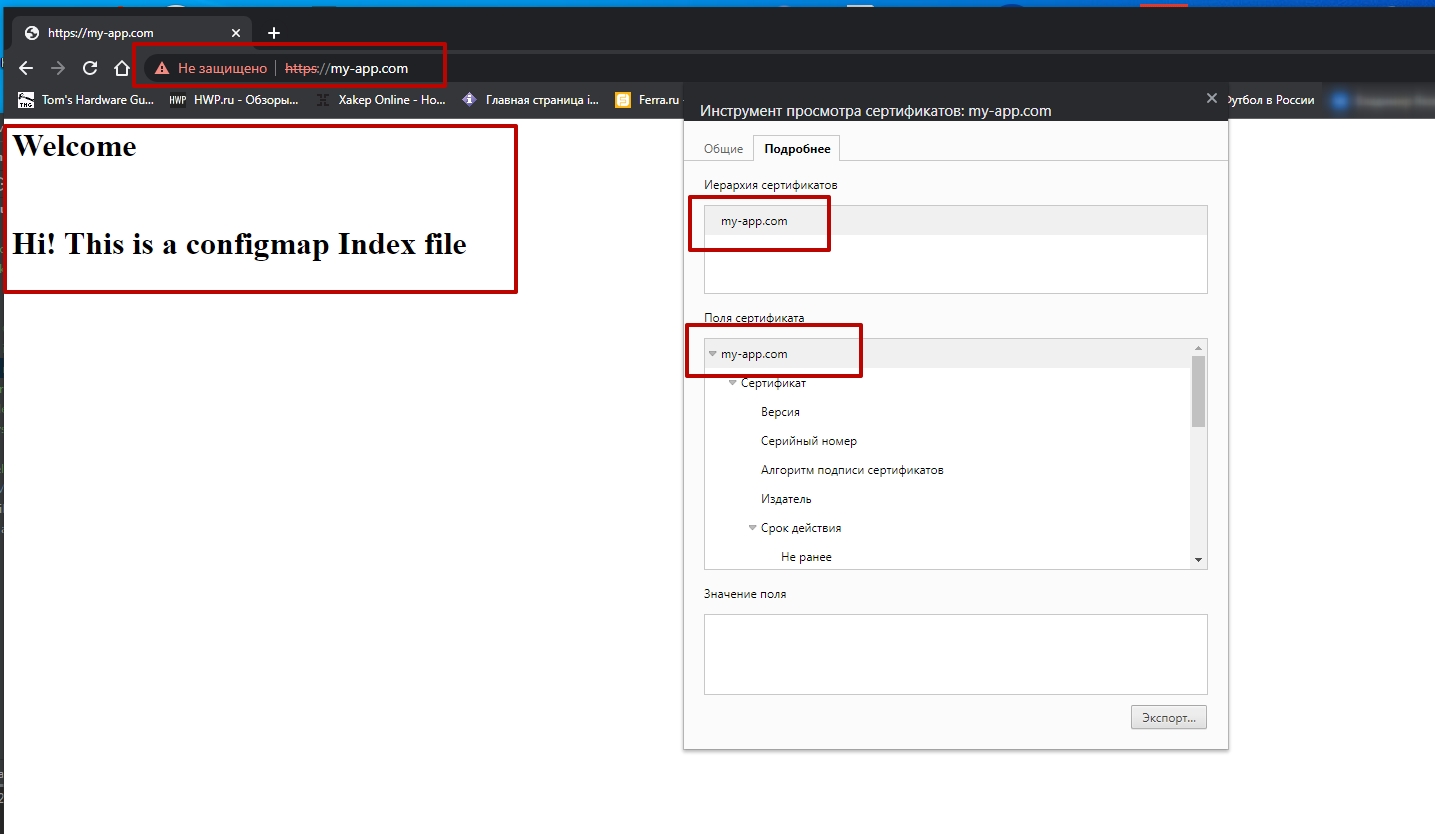 https://my-app.com
Не защищено https://my-app.com
THG Tom's Hardware Gu... HWP HWP.ru - Обзоры... Xakep Online - Но... Главная страница i... Ferra.ru Футбол в России
Welcome
Hi! This is a configmap Index file
Инструмент просмотра сертификатов: my-app.com
Общие Подробнее
Иерархия сертификатов
my-app.com
Поля сертификата
my-app.com
Сертификат
Версия
Серийный номер
Алгоритм подписи сертификатов
Издатель
Срок действия
Не ранее
Значение поля
Экспорт...